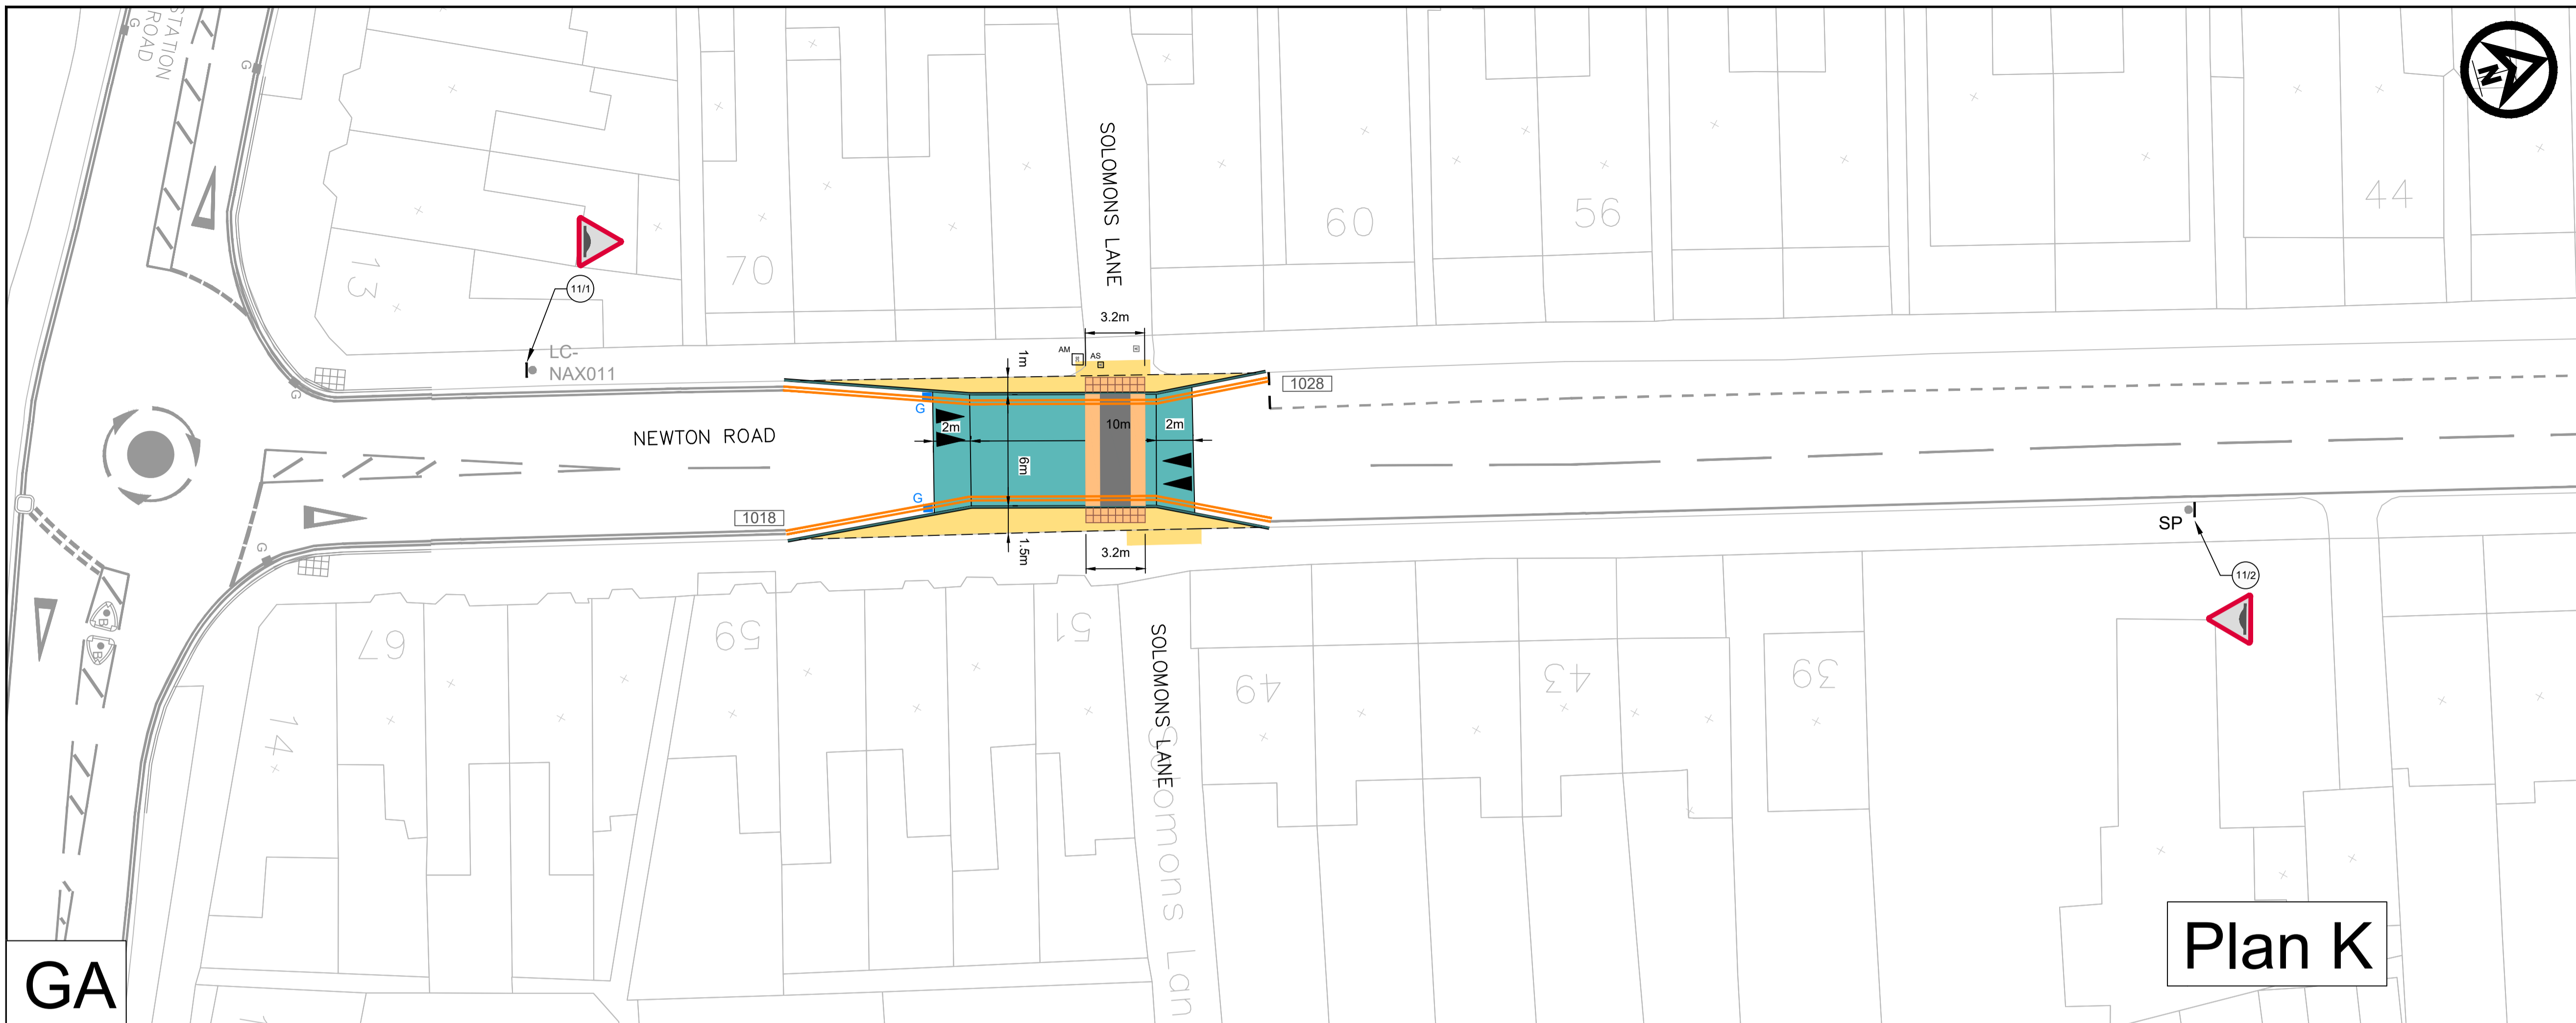 STATION
ROAD
G
G
N
SOLOMONS LANE
13
70
60
56
44
11/1
LC-
NAX011
3.2m
AM
AS
1m
1028
G
2m
10m
2m
NEWTON ROAD
6m
G
1018
G
G
1.5m
3.2m
SP
11/2
B
B
67
59
51
SOLOMONS LANE
49
43
39
14
Solomons Lan
GA
Plan K